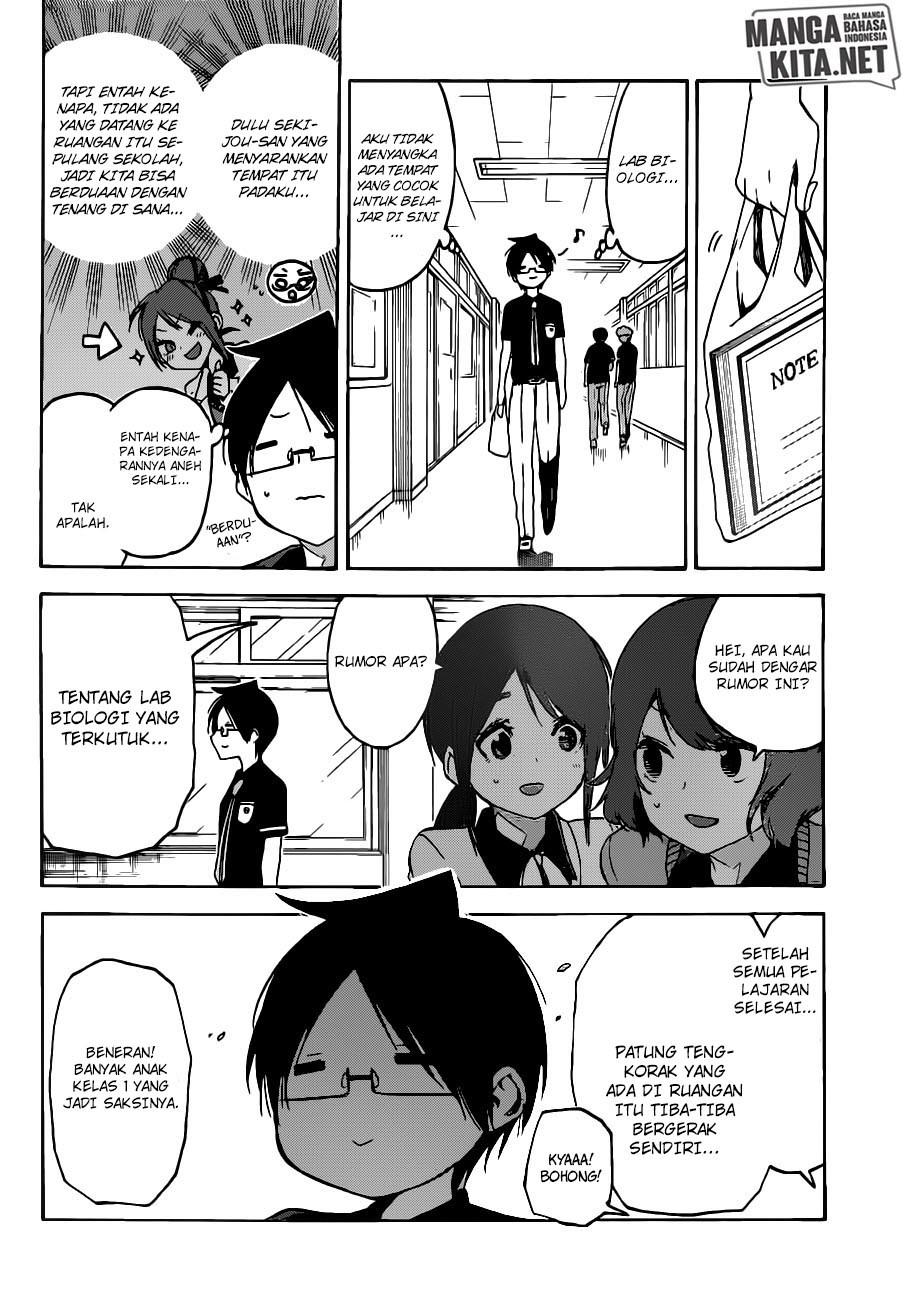 MANGA
BACA MANGA
BAHASA
INDONESIA
KITA.NET
NOTE
LAB BI-
OLOGI...
AKU TIDAK
MENYANGKA
ADA TEMPAT
YANG COCOK
UNTUK BELA-
JAR DI SINI
...
DULU SEKI-
JOU-SAN YANG
MENYARANKAN
TEMPAT ITU
PADAKU...
TAPI ENTAH KE-
NAPA, TIDAK ADA
YANG DATANG KE
RUANGAN ITU SE-
PULANG SEKOLAH,
JADI KITA BISA
BERDUAAN DENGAN
TENANG DI SANA...
ENTAH KENA-
PA KEDENGA-
RANNYA ANEH
SEKALI...
TAK
APALAH.
"BERDU-
AAN"?
HEI, APA KAU
SUDAH DENGAR
RUMOR INI?
RUMOR APA?
TENTANG LAB
BIOLOGI YANG
TERKUTUK...
SETELAH
SEMUA PE-
LAJARAN
SELESAI...
PATUNG TENG-
KORAK YANG
ADA DI RUANGAN
ITU TIBA-TIBA
BERGERAK
SENDIRI...
KYAAA!
BOHONG!
BENERAN!
BANYAK ANAK
KELAS 1 YANG
JADI SAKSINYA.